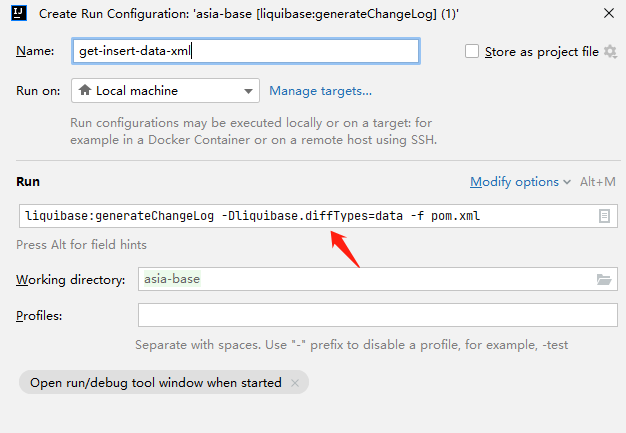 Create Run Configuration: 'asia-base [liquibase:generateChangeLog] (1)'
Name: get-insert-data-xml Store as project file
Run on: Local machine Manage targets...
Run configurations may be executed locally or on a target: for
example in a Docker Container or on a remote host using SSH.
Run Modify options Alt+M
liquibase:generateChangeLog -Dliquibase.diffTypes=data -f pom.xml
Press Alt for field hints
Working directory: asia-base
Profiles:
Separate with spaces. Use "-" prefix to disable a profile, for example, -test
Open run/debug tool window when started